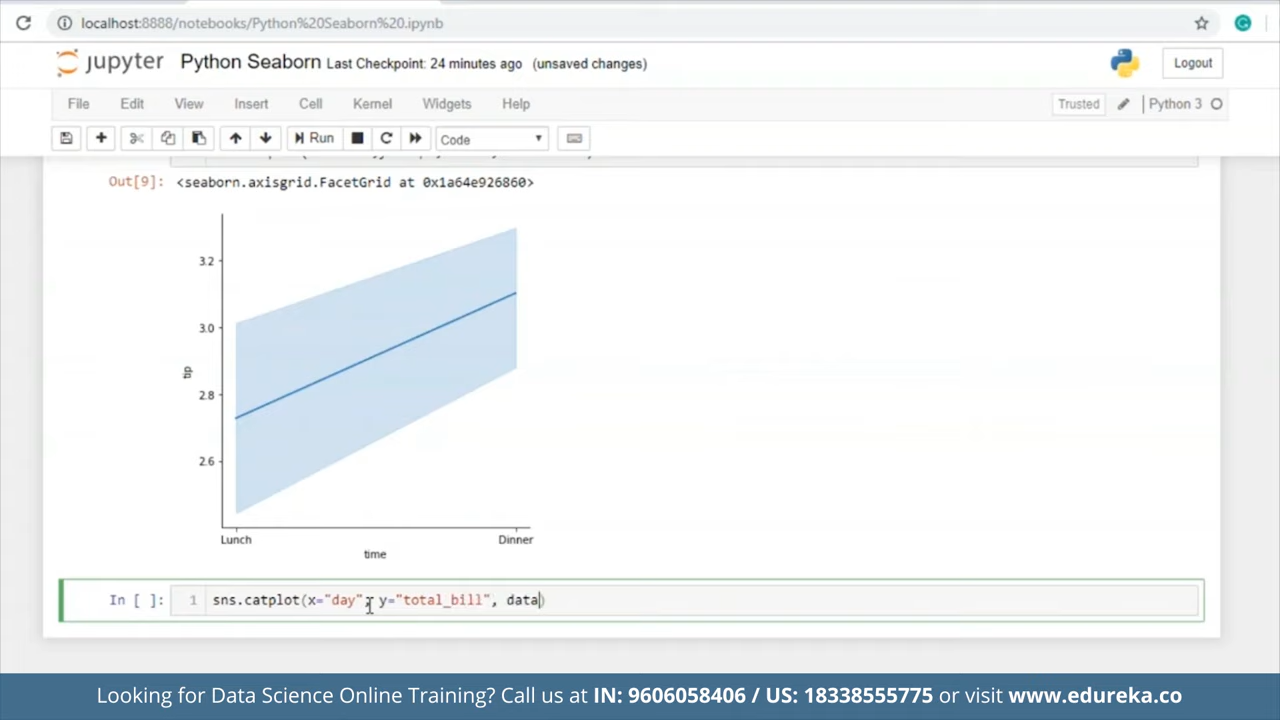 localhost:8888/notebooks/Python%20Seaborn%20.ipynb
jupyter Python Seaborn Last Checkpoint: 24 minutes ago (unsaved changes)
Logout
File Edit View Insert Cell Kernel Widgets Help Trusted Python 3
Run Code
Out[9]: <seaborn.axisgrid.FacetGrid at 0x1a64e926860>
3.2
3.0
tip
2.8
2.6
Lunch Dinner
time
In [ ]: 1 sns.catplot(x="day", y="total_bill", data)
Looking for Data Science Online Training? Call us at IN: 9606058406 / US: 18338555775 or visit www.edureka.co